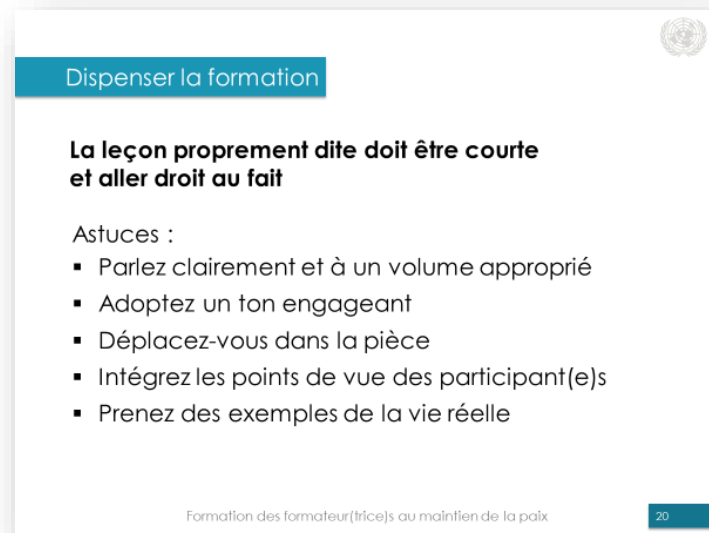 Dispenser la formation
La leçon proprement dite doit être courte
et aller droit au fait
Astuces :
▪ Parlez clairement et à un volume approprié
▪ Adoptez un ton engageant
▪ Déplacez-vous dans la pièce
▪ Intégrez les points de vue des participant(e)s
▪ Prenez des exemples de la vie réelle
Formation des formateur(trice)s au maintien de la paix
20